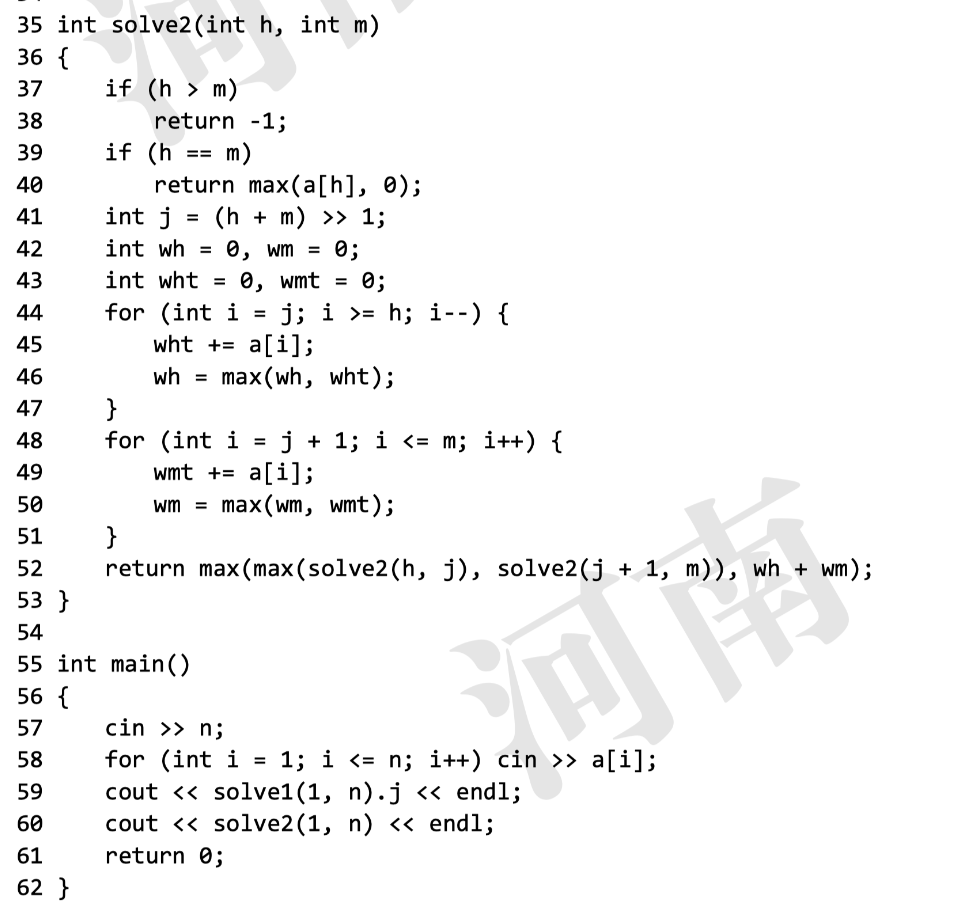 35 int solve2(int h, int m)
36 {
37     if (h > m)
38         return -1;
39     if (h == m)
40         return max(a[h], 0);
41     int j = (h + m) >> 1;
42     int wh = 0, wm = 0;
43     int wht = 0, wmt = 0;
44     for (int i = j; i >= h; i--) {
45         wht += a[i];
46         wh = max(wh, wht);
47     }
48     for (int i = j + 1; i <= m; i++) {
49         wmt += a[i];
50         wm = max(wm, wmt);
51     }
52     return max(max(solve2(h, j), solve2(j + 1, m)), wh + wm);
53 }
54
55 int main()
56 {
57     cin >> n;
58     for (int i = 1; i <= n; i++) cin >> a[i];
59     cout << solve1(1, n).j << endl;
60     cout << solve2(1, n) << endl;
61     return 0;
62 }
河南
河南